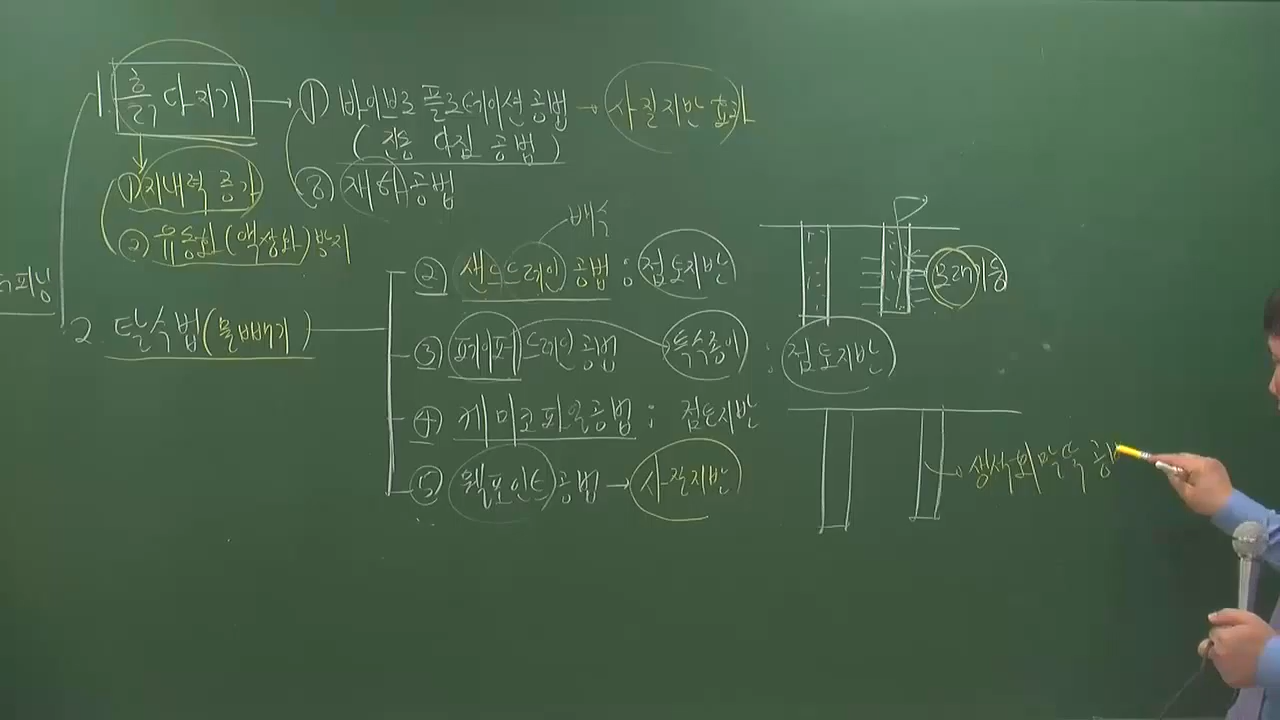 1. 흙 다지기 → ① 바이브로 플로테이션 공법 → 사질지반 효과
( 진동 다짐 공법 )
① 지내력 증가
⑧ 재하공법
② 유동화(액상화) 방지
배수
② 샌드드레인 공법 : 점토지반
모래기둥
2. 탈수법(물빼기)
③ 페이퍼드레인 공법 특수종이 : 점토지반
④ 케미코파일공법 : 점토지반
⑤ 웰포인트공법 → 사질지반
생석회말뚝 공